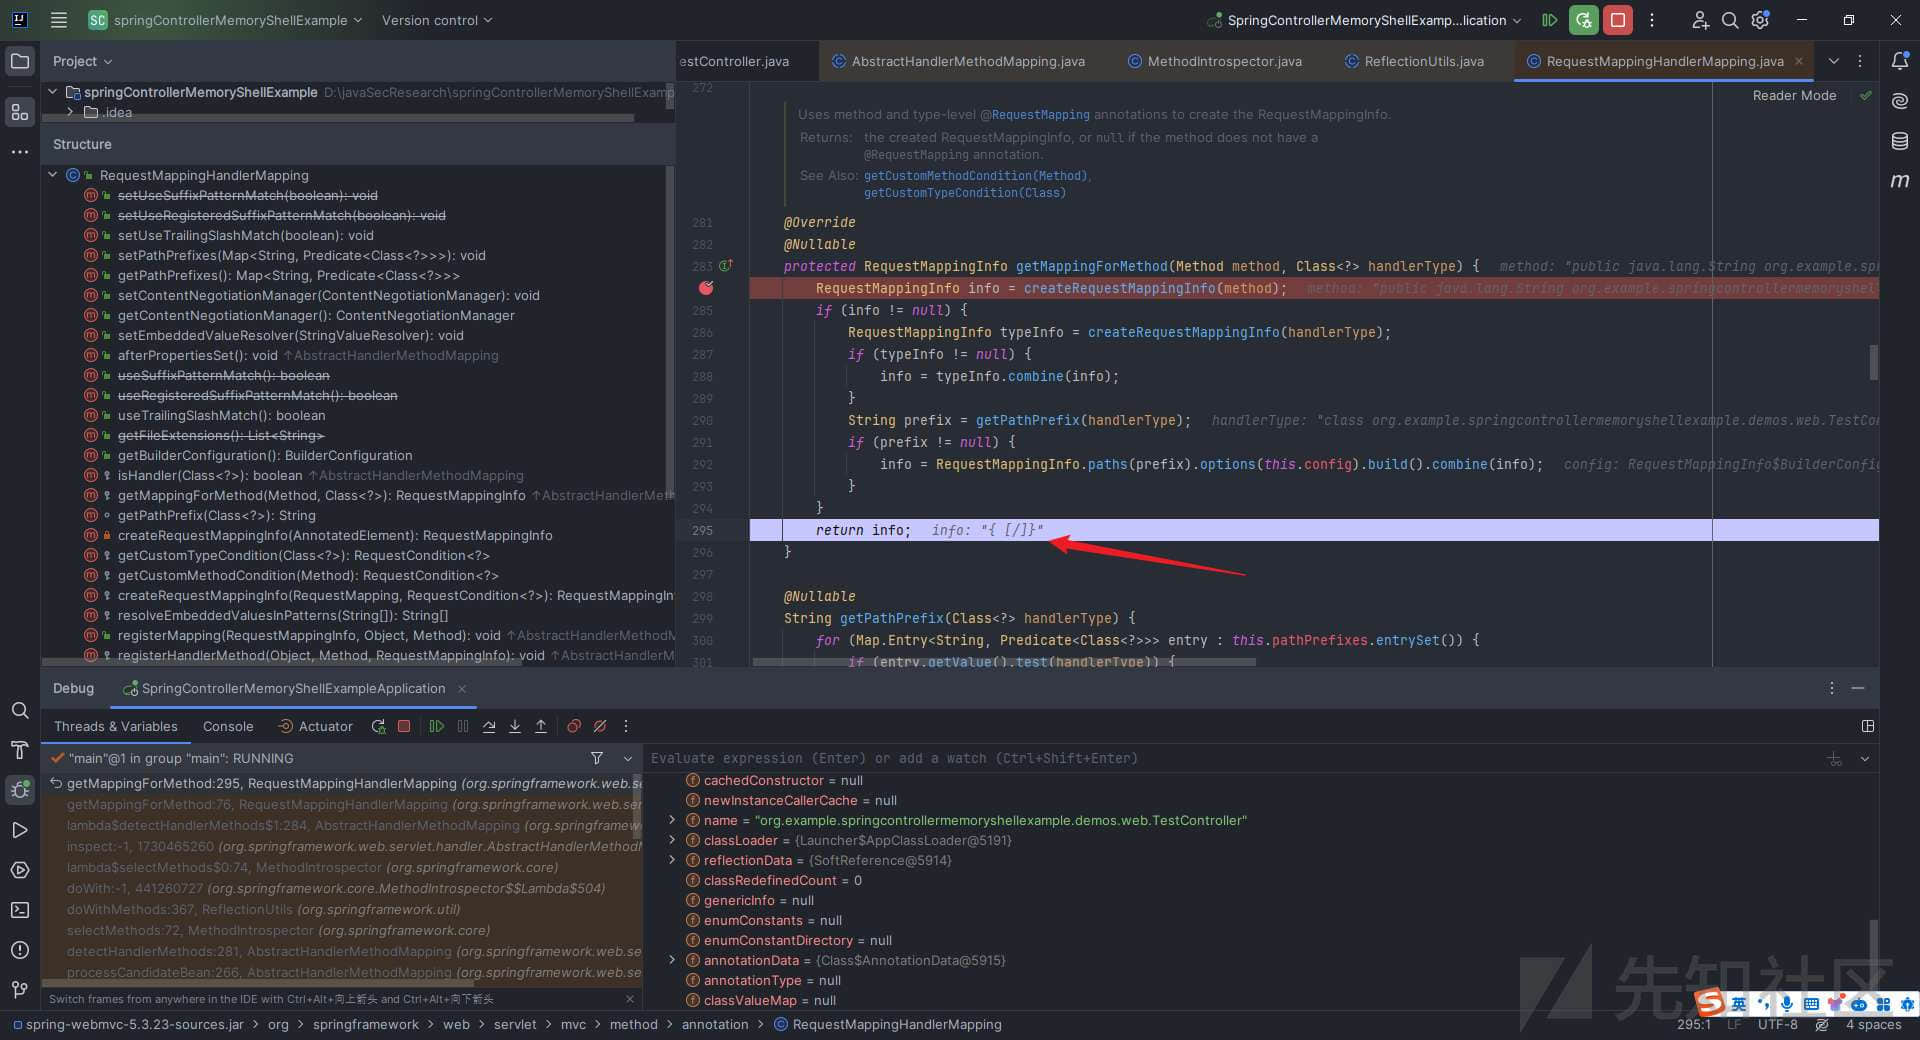 SC springControllerMemoryShellExample Version control
SpringControllerMemoryShellExamp...lication
Project
springControllerMemoryShellExample D:\javaSecResearch\springControllerMemoryShellExamp
.idea
Structure
RequestMappingHandlerMapping
setUseSuffixPatternMatch(boolean): void
setUseRegisteredSuffixPatternMatch(boolean): void
setUseTrailingSlashMatch(boolean): void
setPathPrefixes(Map<String, Predicate<Class<?>>>): void
getPathPrefixes(): Map<String, Predicate<Class<?>>>
setContentNegotiationManager(ContentNegotiationManager): void
getContentNegotiationManager(): ContentNegotiationManager
setEmbeddedValueResolver(StringValueResolver): void
afterPropertiesSet(): void ↑AbstractHandlerMethodMapping
useSuffixPatternMatch(): boolean
useRegisteredSuffixPatternMatch(): boolean
useTrailingSlashMatch(): boolean
getFileExtensions(): List<String>
getBuilderConfiguration(): BuilderConfiguration
isHandler(Class<?>): boolean ↑AbstractHandlerMethodMapping
getMappingForMethod(Method, Class<?>): RequestMappingInfo ↑AbstractHandlerMeth
getPathPrefix(Class<?>): String
createRequestMappingInfo(AnnotatedElement): RequestMappingInfo
getCustomTypeCondition(Class<?>): RequestCondition<?>
getCustomMethodCondition(Method): RequestCondition<?>
createRequestMappingInfo(RequestMapping, RequestCondition<?>): RequestMappingIn
resolveEmbeddedValuesInPatterns(String[]): String[]
registerMapping(RequestMappingInfo, Object, Method): void ↑AbstractHandlerMethodM
registerHandlerMethod(Object, Method, RequestMappingInfo): void ↑AbstractHandlerM
estController.java AbstractHandlerMethodMapping.java MethodIntrospector.java ReflectionUtils.java RequestMappingHandlerMapping.java
272
Reader Mode
Uses method and type-level @RequestMapping annotations to create the RequestMappingInfo.
Returns: the created RequestMappingInfo, or null if the method does not have a
@RequestMapping annotation.
See Also: getCustomMethodCondition(Method),
getCustomTypeCondition(Class)
281 @Override
282 @Nullable
283 protected RequestMappingInfo getMappingForMethod(Method method, Class<?> handlerType) { method: "public java.lang.String org.example.spr
RequestMappingInfo info = createRequestMappingInfo(method); method: "public java.lang.String org.example.springcontrollermemoryshell
285 if (info != null) {
286 RequestMappingInfo typeInfo = createRequestMappingInfo(handlerType);
287 if (typeInfo != null) {
288 info = typeInfo.combine(info);
289 }
290 String prefix = getPathPrefix(handlerType); handlerType: "class org.example.springcontrollermemoryshellexample.demos.web.TestCon
291 if (prefix != null) {
292 info = RequestMappingInfo.paths(prefix).options(this.config).build().combine(info); config: RequestMappingInfo$BuilderConfig
293 }
294 }
295 return info; info: "{ [/]}"
296 }
297
298 @Nullable
299 String getPathPrefix(Class<?> handlerType) {
300 for (Map.Entry<String, Predicate<Class<?>>> entry : this.pathPrefixes.entrySet()) {
301 if (entry.getValue().test(handlerType)) {
Debug SpringControllerMemoryShellExampleApplication
Threads & Variables Console Actuator
"main"@1 in group "main": RUNNING
getMappingForMethod:295, RequestMappingHandlerMapping (org.springframework.web.se
getMappingForMethod:76, RequestMappingHandlerMapping (org.springframework.web.ser
lambda$detectHandlerMethods$1:284, AbstractHandlerMethodMapping (org.springframew
inspect:-1, 1730465260 (org.springframework.web.servlet.handler.AbstractHandlerMethodM
lambda$selectMethods$0:74, MethodIntrospector (org.springframework.core)
doWith:-1, 441260727 (org.springframework.core.MethodIntrospector$$Lambda$504)
doWithMethods:367, ReflectionUtils (org.springframework.util)
selectMethods:72, MethodIntrospector (org.springframework.core)
detectHandlerMethods:281, AbstractHandlerMethodMapping (org.springframework.web.se
processCandidateBean:266, AbstractHandlerMethodMapping (org.springframework.web.se
Switch frames from anywhere in the IDE with Ctrl+Alt+向上箭头 and Ctrl+Alt+向下箭头
Evaluate expression (Enter) or add a watch (Ctrl+Shift+Enter)
cachedConstructor = null
newInstanceCallerCache = null
name = "org.example.springcontrollermemoryshellexample.demos.web.TestController"
classLoader = {Launcher$AppClassLoader@5191}
reflectionData = {SoftReference@5914}
classRedefinedCount = 0
genericInfo = null
enumConstants = null
enumConstantDirectory = null
annotationData = {Class$AnnotationData@5915}
annotationType = null
classValueMap = null
先知社区
英
spring-webmvc-5.3.23-sources.jar > org > springframework > web > servlet > mvc > method > annotation > RequestMappingHandlerMapping
295:1 LF UTF-8 4 spaces